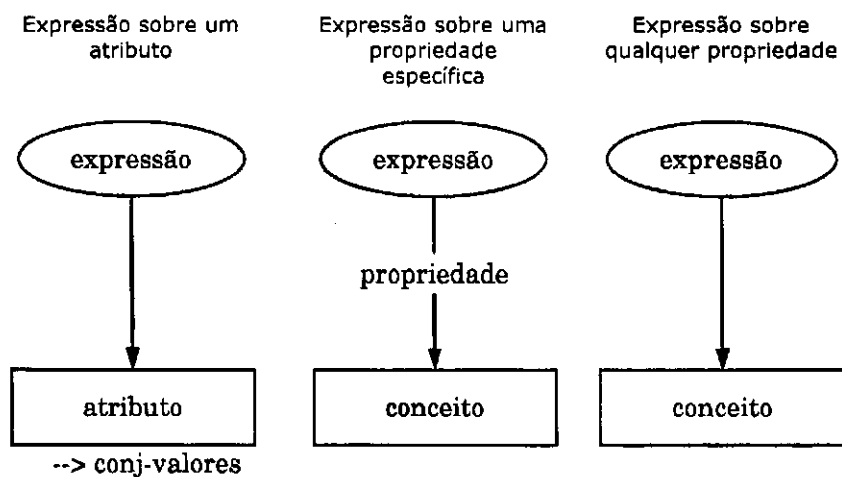 Expressão sobre um
atributo
Expressão sobre uma
propriedade
específica
Expressão sobre
qualquer propriedade
expressão
expressão
expressão
propriedade
atributo
conceito
conceito
--> conj-valores